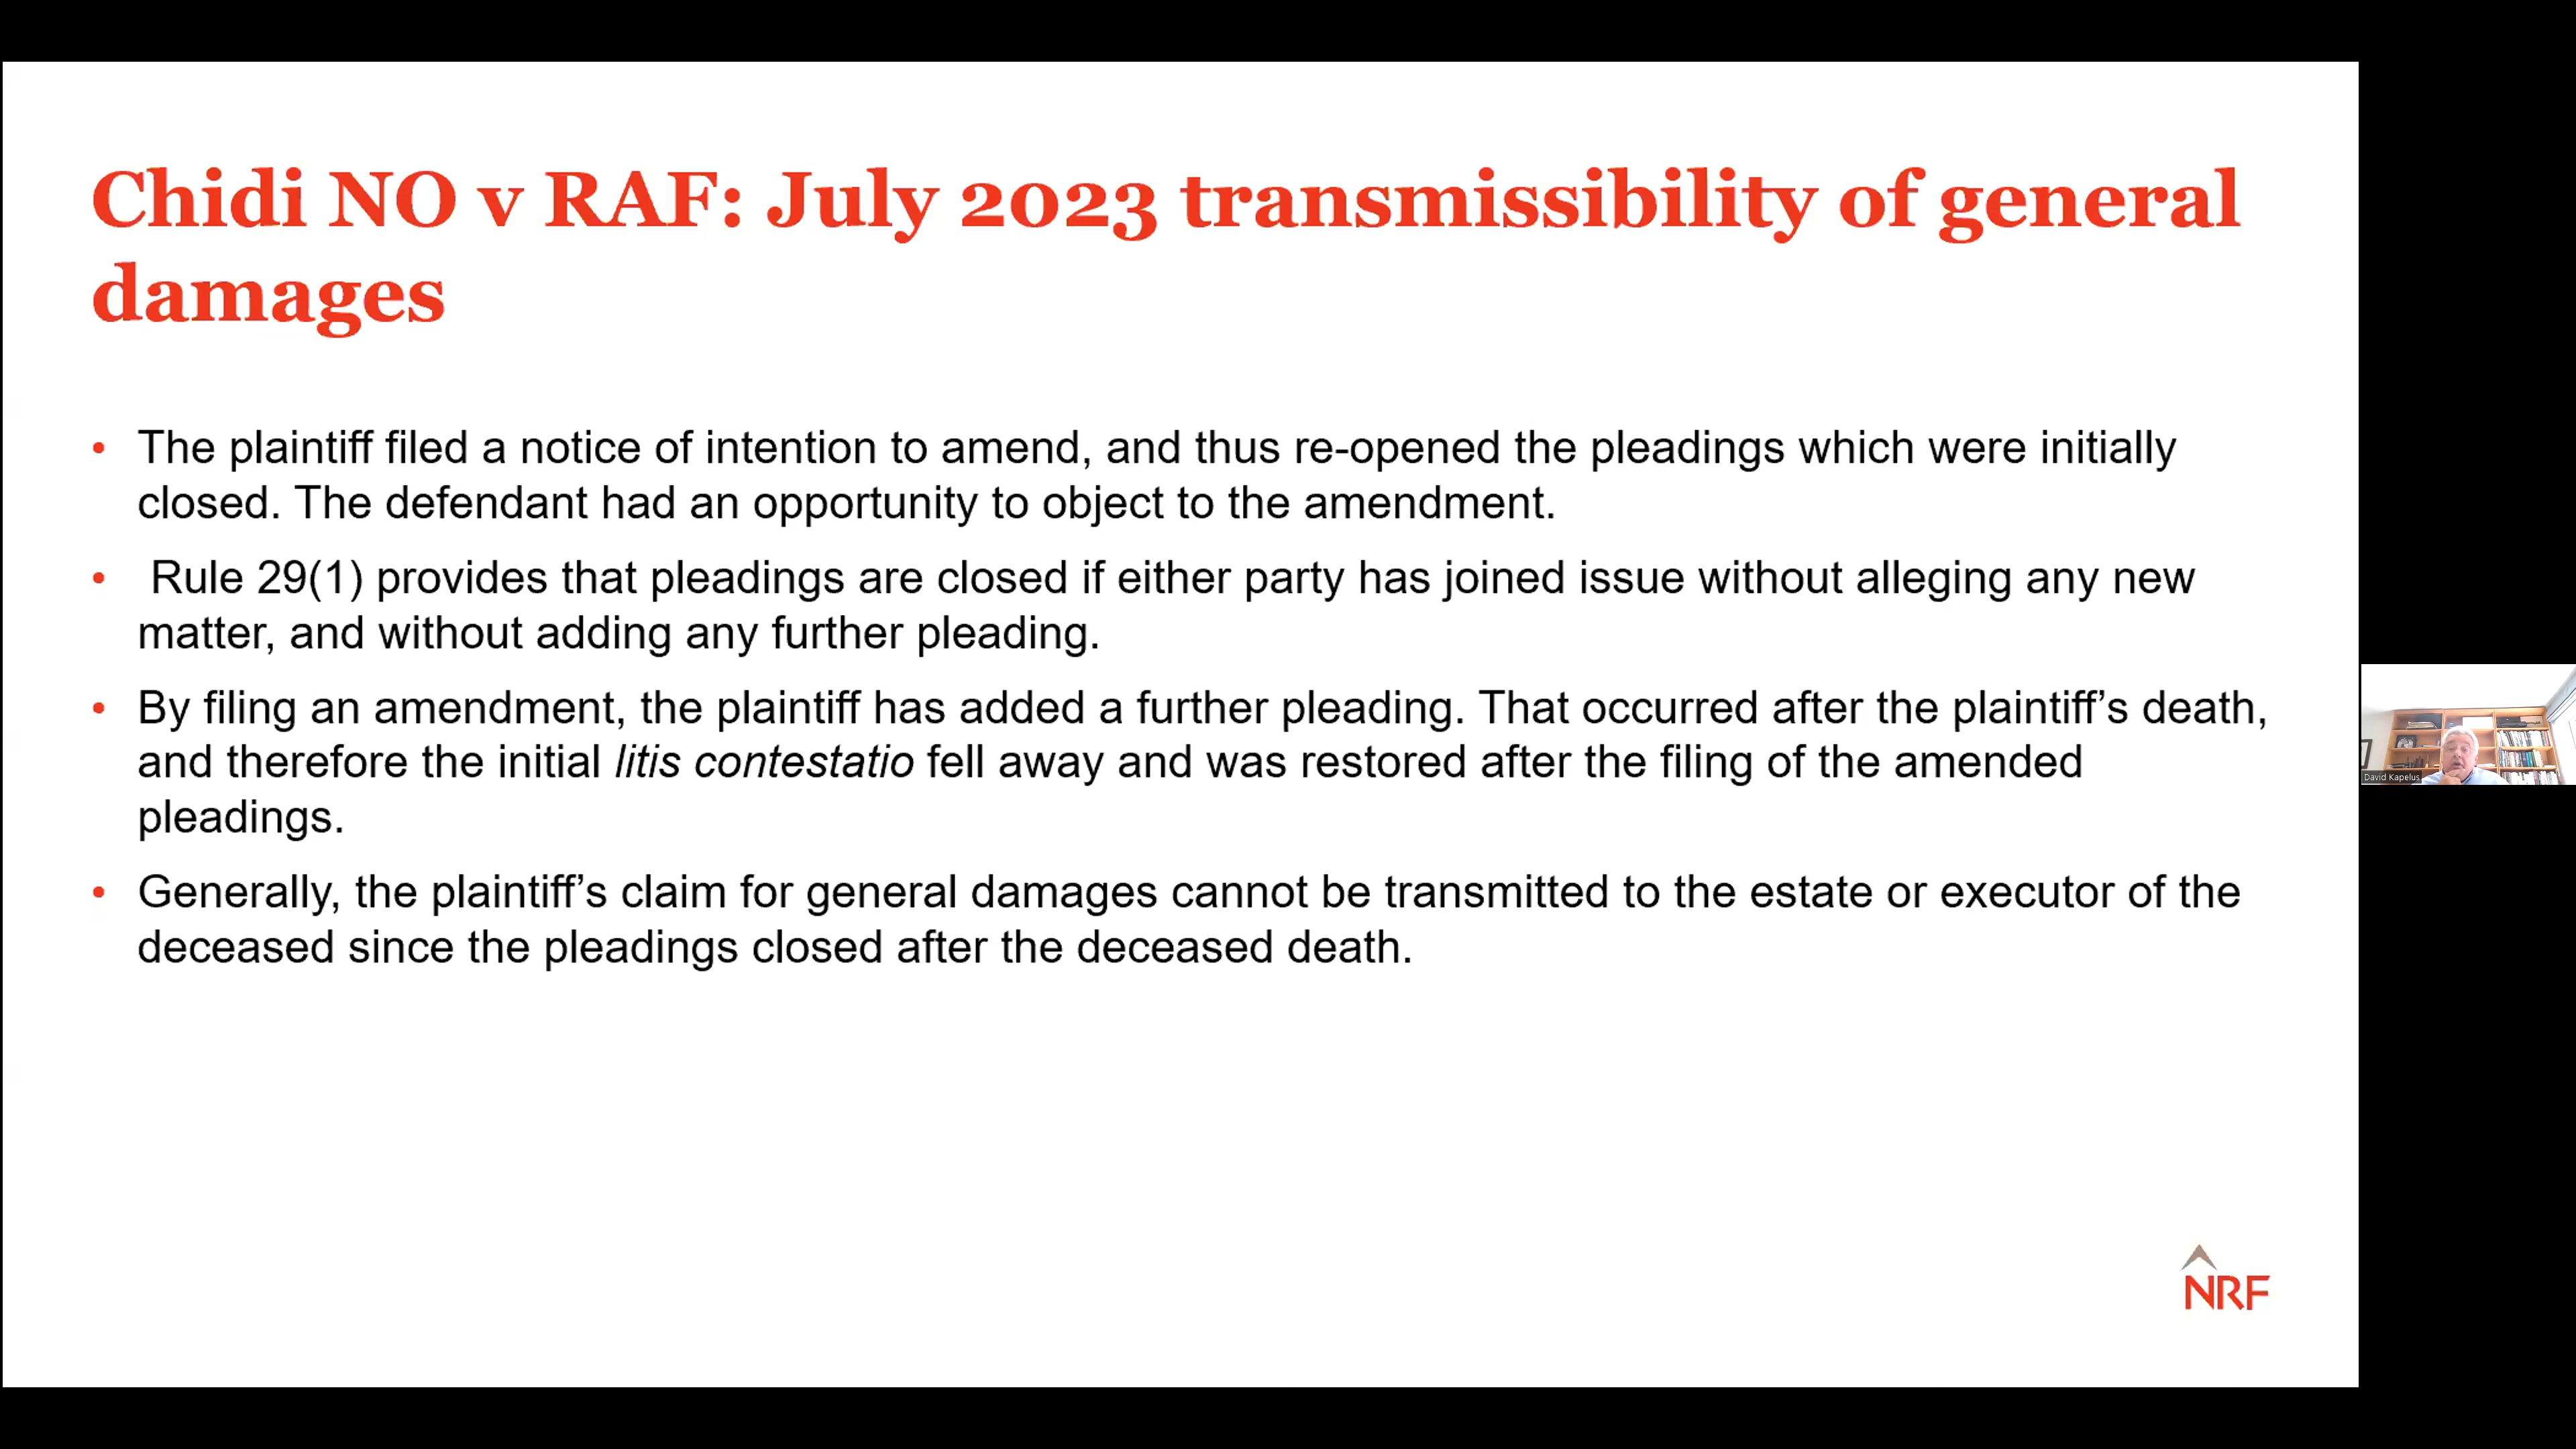 Chidi NO v RAF: July 2023 transmissibility of general
damages
• The plaintiff filed a notice of intention to amend, and thus re-opened the pleadings which were initially
closed. The defendant had an opportunity to object to the amendment.
• Rule 29(1) provides that pleadings are closed if either party has joined issue without alleging any new
matter, and without adding any further pleading.
• By filing an amendment, the plaintiff has added a further pleading. That occurred after the plaintiff’s death,
and therefore the initial litis contestatio fell away and was restored after the filing of the amended
pleadings.
• Generally, the plaintiff’s claim for general damages cannot be transmitted to the estate or executor of the
deceased since the pleadings closed after the deceased death.
David Kapelus
NRF